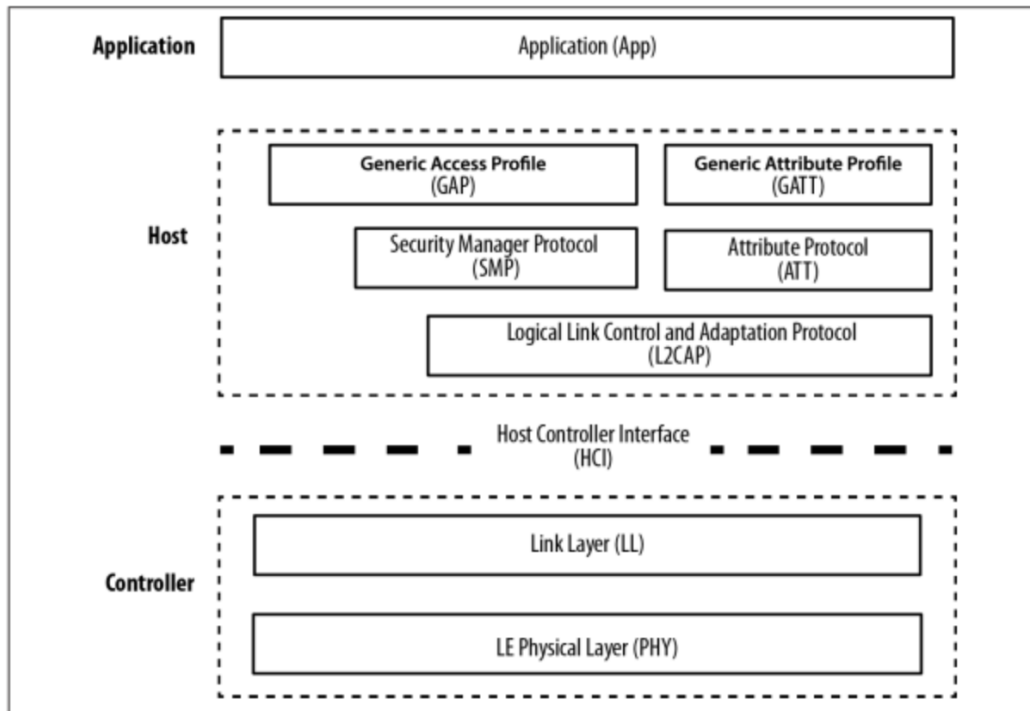 Application
Application (App)
Generic Access Profile
(GAP)
Generic Attribute Profile
(GATT)
Host
Security Manager Protocol
(SMP)
Attribute Protocol
(ATT)
Logical Link Control and Adaptation Protocol
(L2CAP)
Host Controller Interface
(HCI)
Link Layer (LL)
Controller
LE Physical Layer (PHY)